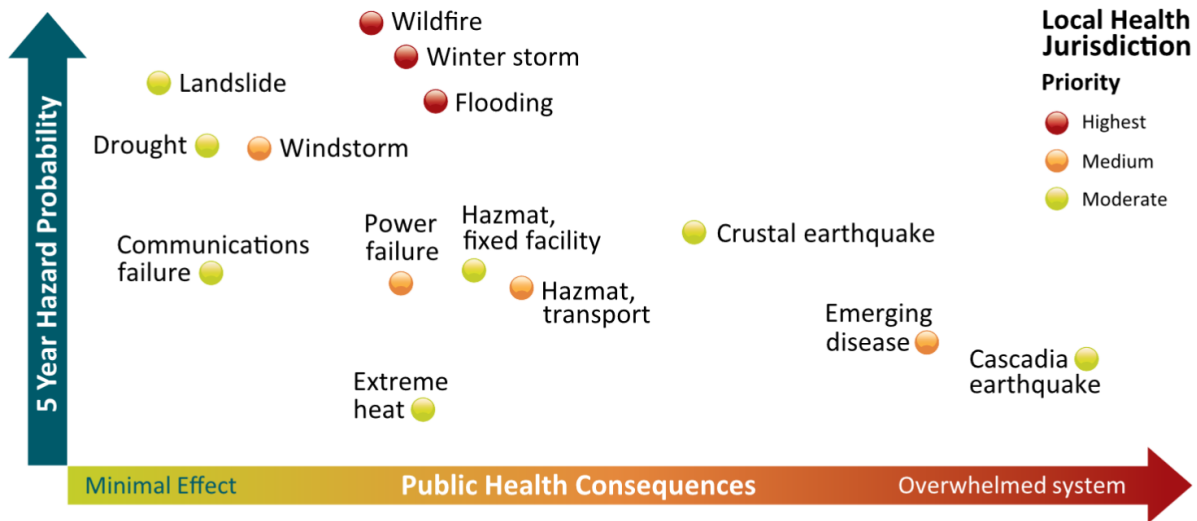 Wildfire
Local Health
Jurisdiction
Winter storm
Priority
Landslide
Flooding
Highest
Drought
Windstorm
Medium
Moderate
5 Year Hazard Probability
Power
failure
Hazmat,
fixed facility
Crustal earthquake
Communications
failure
Hazmat,
transport
Emerging
disease
Cascadia
earthquake
Extreme
heat
Minimal Effect
Public Health Consequences
Overwhelmed system